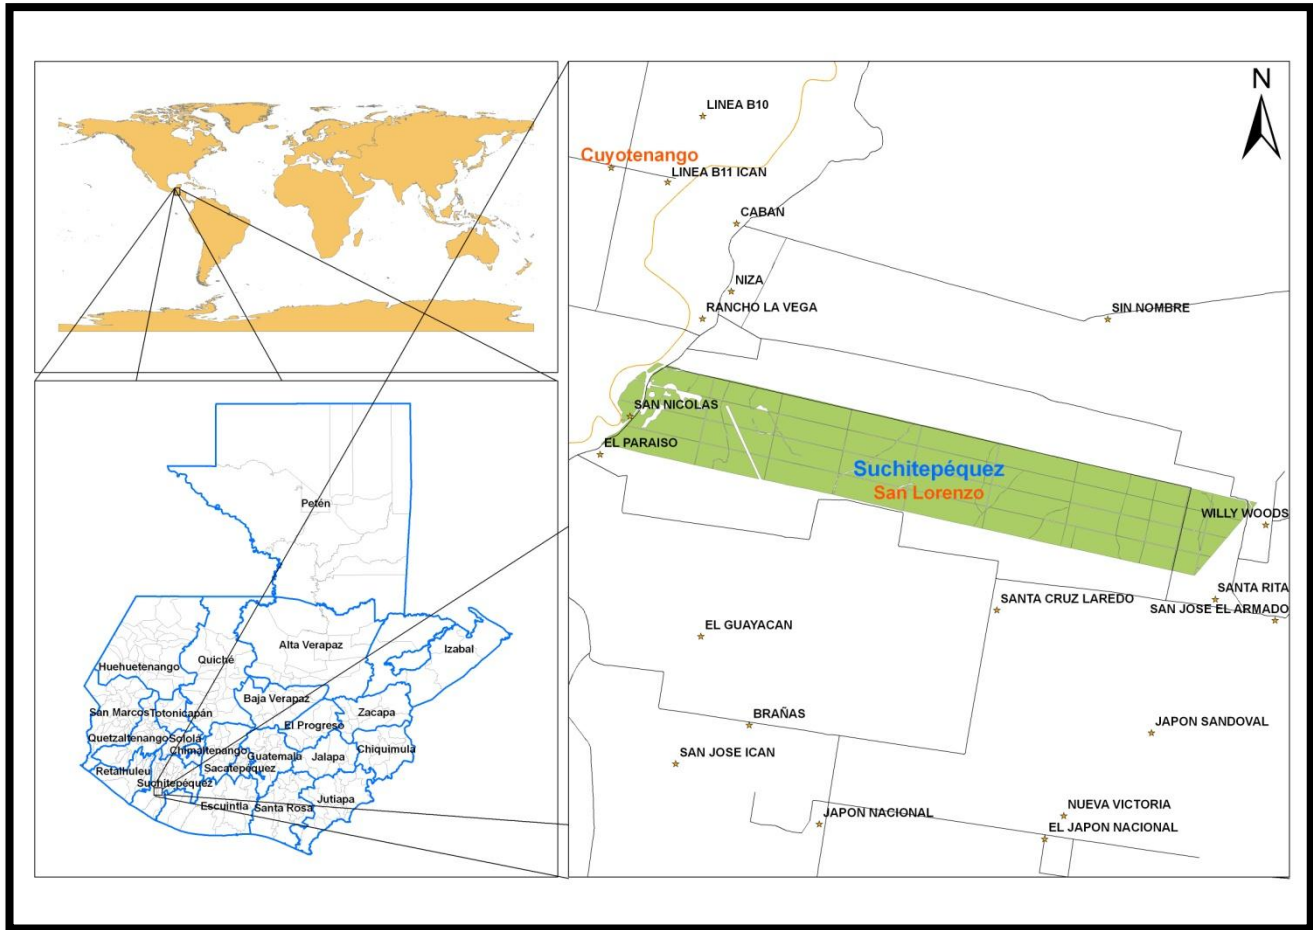 N
LINEA B10
Cuyotenango
LINEA B11 ICAN
CABAN
NIZA
RANCHO LA VEGA
SIN NOMBRE
SAN NICOLAS
EL PARAISO
Suchitepéquez
San Lorenzo
WILLY WOODS
SANTA RITA
SANTA CRUZ LAREDO
SAN JOSE EL ARMADO
EL GUAYACAN
BRAÑAS
JAPON SANDOVAL
SAN JOSE ICAN
NUEVA VICTORIA
JAPON NACIONAL
EL JAPON NACIONAL
Petén
Alta Verapaz
Izabal
Quiché
Huehuetenango
Baja Verapaz
San Marcos
Totonicapán
Zacapa
El Progreso
Quetzaltenango
Sololá
Chimaltenango
Guatemala
Jalapa
Chiquimula
Sacatepéquez
Retalhuleu
Suchitepéquez
Escuintla
Santa Rosa
Jutiapa